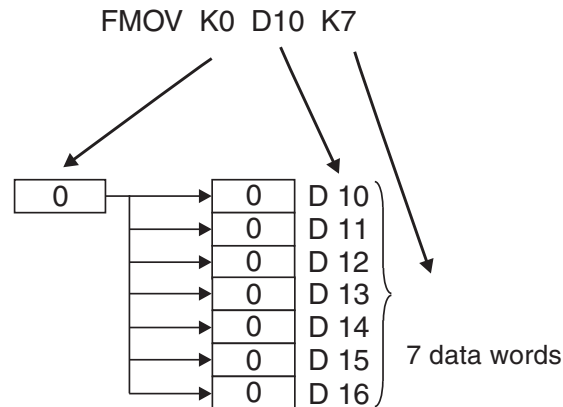 FMOV K0 D10 K7
0 0 D 10
0 D 11
0 D 12
0 D 13
0 D 14
0 D 15
0 D 16
7 data words